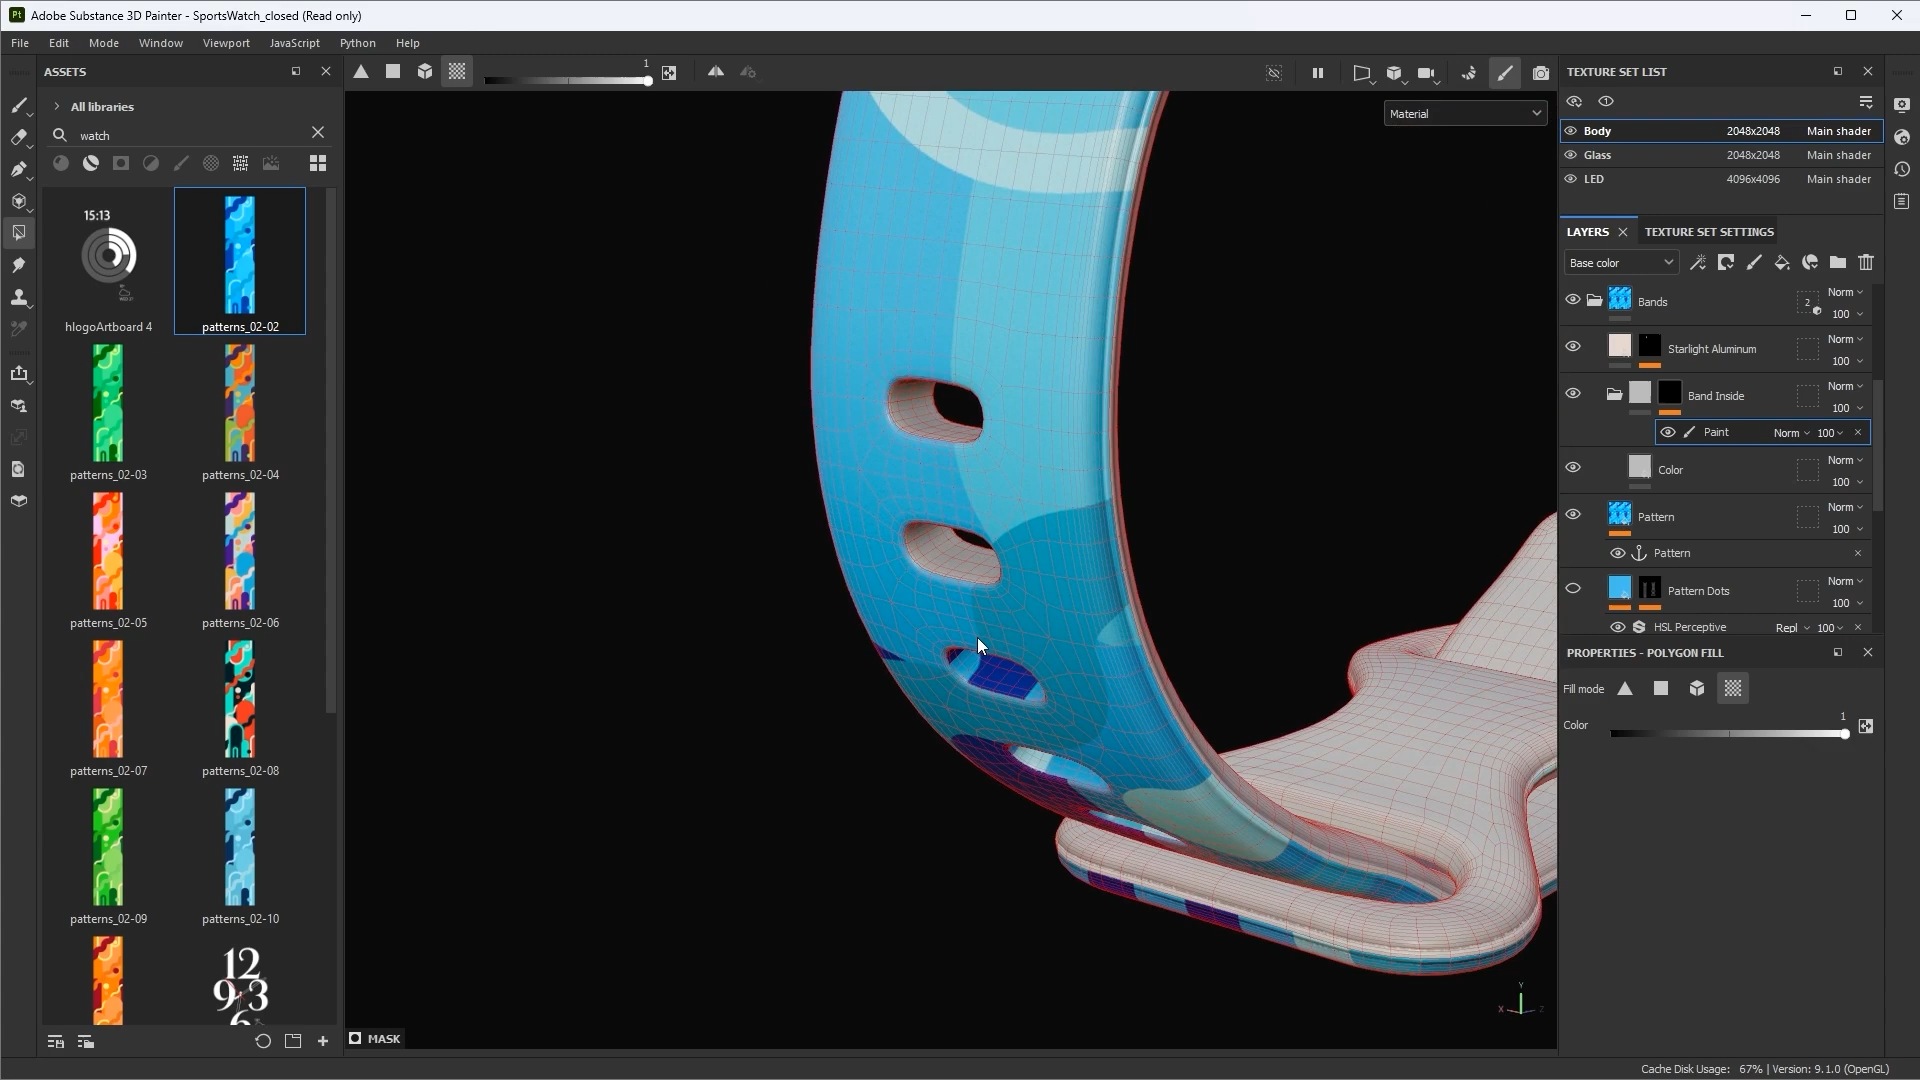 Pt Adobe Substance 3D Painter - SportsWatch_closed (Read only)
File Edit Mode Window Viewport JavaScript Python Help
ASSETS
All libraries
watch
15:13
hlogoArtboard 4
patterns_02-02
patterns_02-03
patterns_02-04
patterns_02-05
patterns_02-06
patterns_02-07
patterns_02-08
patterns_02-09
patterns_02-10
12
9 3
6
1
Material
MASK
Y
X Z
TEXTURE SET LIST
Body 2048x2048 Main shader
Glass 2048x2048 Main shader
LED 4096x4096 Main shader
LAYERS TEXTURE SET SETTINGS
Base color
Bands 2 Norm 100
Starlight Aluminum Norm 100
Band Inside Norm 100
Paint Norm 100
Color Norm 100
Pattern Norm 100
Pattern
Pattern Dots Norm 100
HSL Perceptive Repl 100
PROPERTIES - POLYGON FILL
Fill mode
Color 1
Cache Disk Usage: 67% | Version: 9.1.0 (OpenGL)